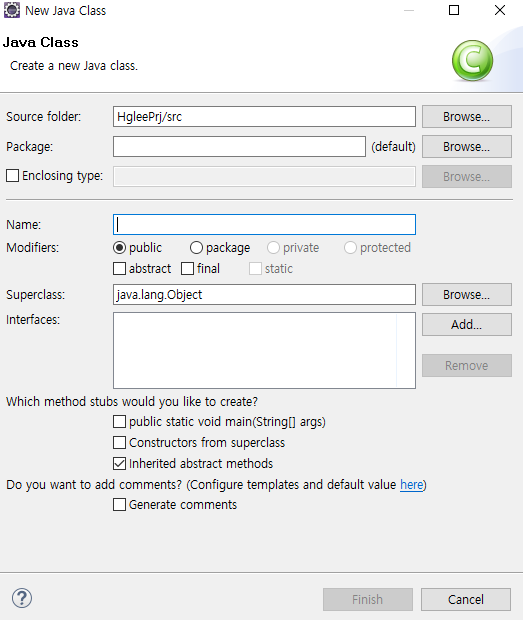 New Java Class
Java Class
Create a new Java class.
Source folder: HgleePrj/src Browse...
Package: (default) Browse...
Enclosing type: Browse...
Name:
Modifiers: public package private protected
abstract final static
Superclass: java.lang.Object Browse...
Interfaces: Add...
Remove
Which method stubs would you like to create?
public static void main(String[] args)
Constructors from superclass
Inherited abstract methods
Do you want to add comments? (Configure templates and default value here)
Generate comments
? Finish Cancel